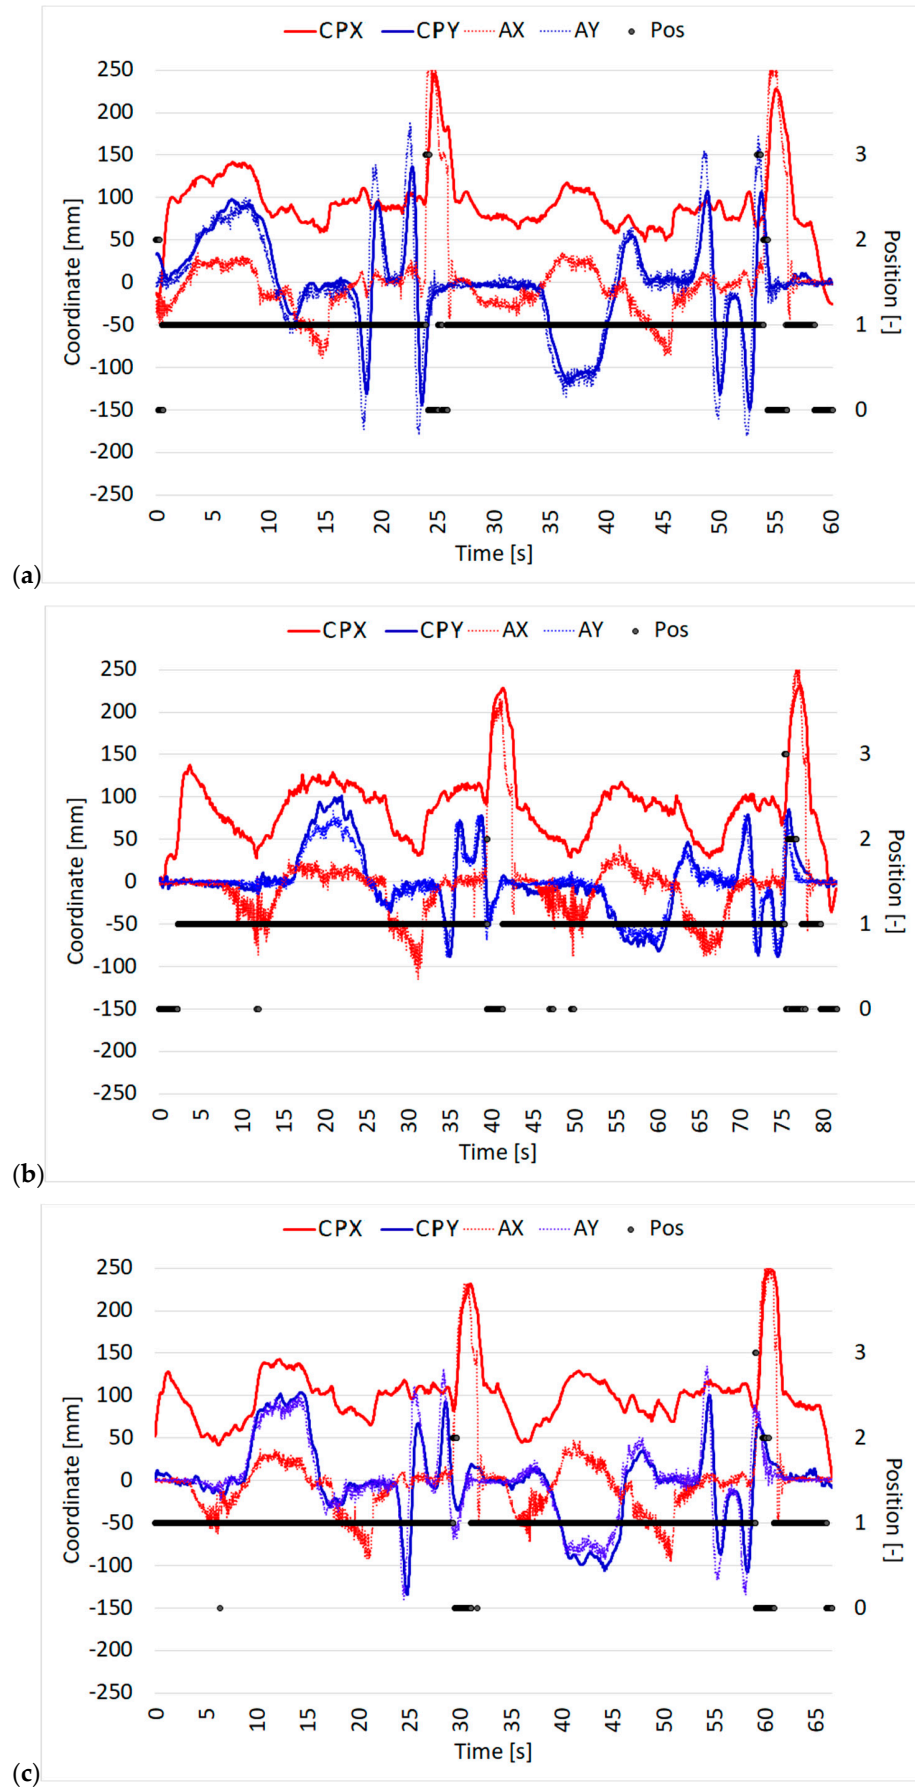 CPX CPY AX AY Pos
250
200
150 3
100
50 2
0
-50 1
-100
-150 0
-200
-250
0 5 10 15 20 25 30 35 40 45 50 55 60
Coordinate [mm]
Position [-]
Time [s]
(a)
CPX CPY AX AY Pos
250
200
150 3
100
50 2
0
-50 1
-100
-150 0
-200
-250
0 5 10 15 20 25 30 35 40 45 50 55 60 65 70 75 80
Coordinate [mm]
Position [-]
Time [s]
(b)
CPX CPY AX AY Pos
250
200
150 3
100
50 2
0
-50 1
-100
-150 0
-200
-250
0 5 10 15 20 25 30 35 40 45 50 55 60 65
Coordinate [mm]
Position [-]
Time [s]
(c)